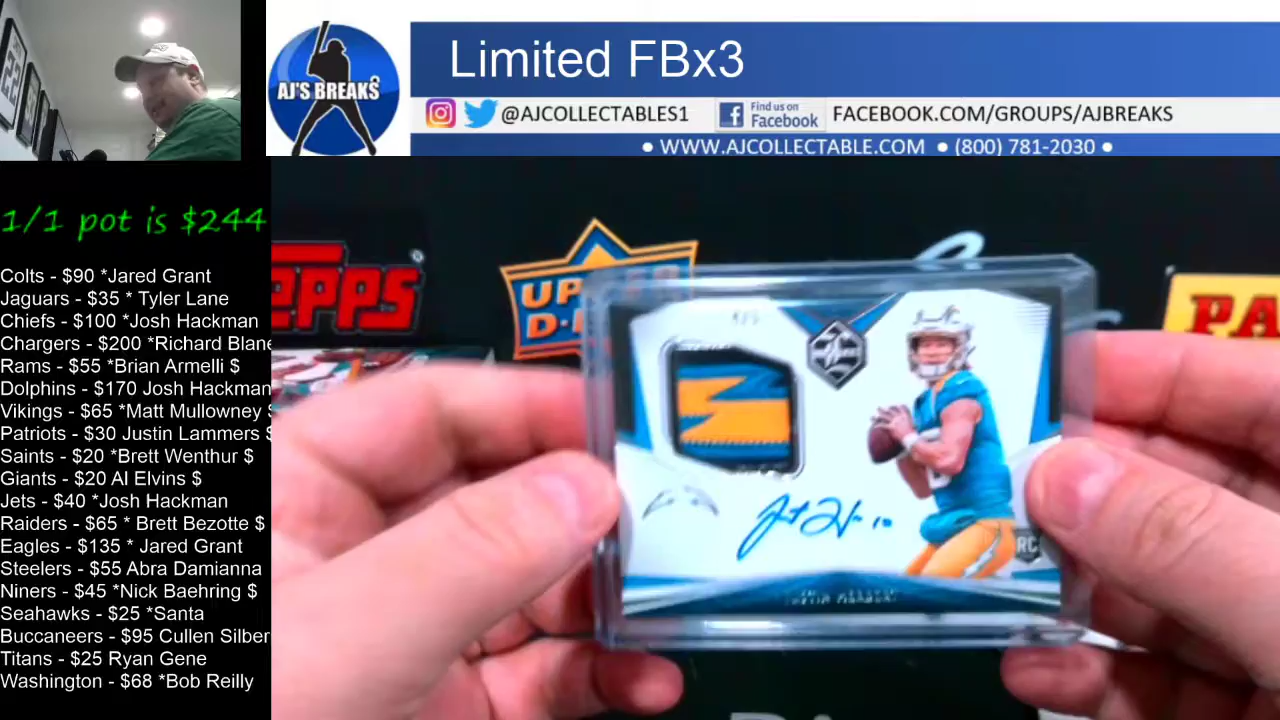 Limited FBx3
AJ'S BREAKS
@AJCOLLECTABLES1
Find us on
Facebook
FACEBOOK.COM/GROUPS/AJBREAKS
• WWW.AJCOLLECTABLE.COM • (800) 781-2030 •
1/1 pot is $244
Colts - $90 *Jared Grant
Jaguars - $35 * Tyler Lane
Chiefs - $100 *Josh Hackman
Chargers - $200 *Richard Blane
Rams - $55 *Brian Armelli $
Dolphins - $170 Josh Hackman
Vikings - $65 *Matt Mullowney $
Patriots - $30 Justin Lammers $
Saints - $20 *Brett Wenthur $
Giants - $20 Al Elvins $
Jets - $40 *Josh Hackman
Raiders - $65 * Brett Bezotte $
Eagles - $135 * Jared Grant
Steelers - $55 Abra Damianna
Niners - $45 *Nick Baehring $
Seahawks - $25 *Santa
Buccaneers - $95 Cullen Silber
Titans - $25 Ryan Gene
Washington - $68 *Bob Reilly
22
OPPS
UPPER
D
PA
RC